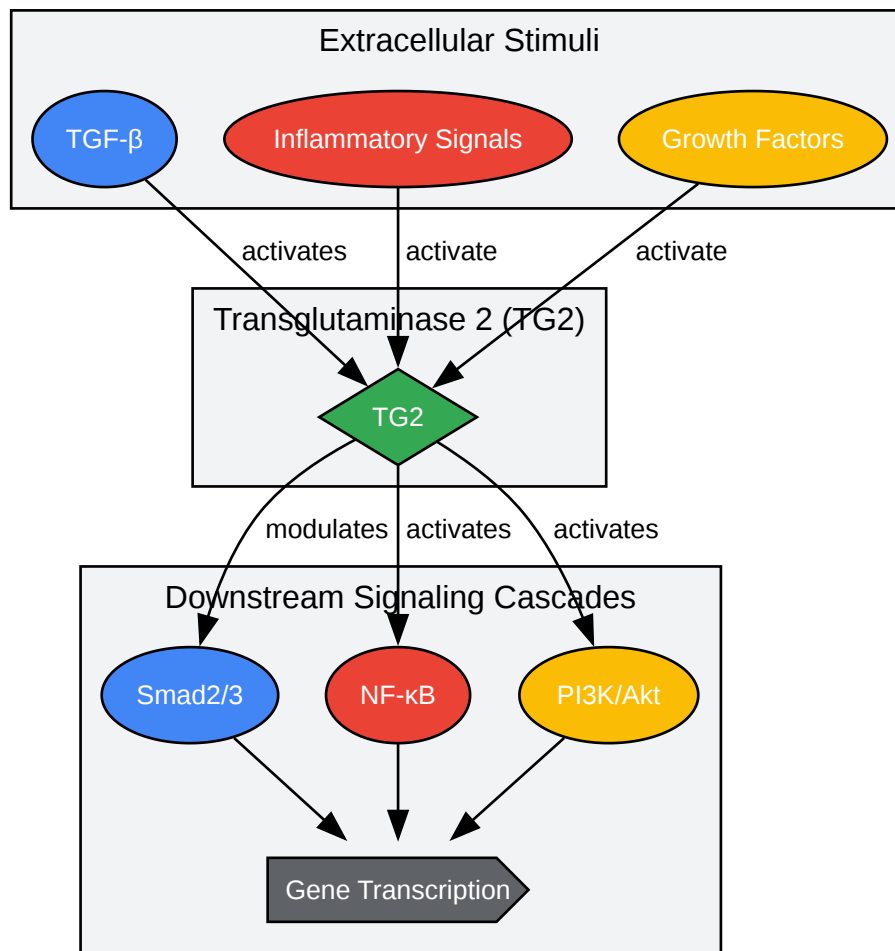 Extracellular Stimuli
TGF-β
Inflammatory Signals
Growth Factors
activates
activate
activate
Transglutaminase 2 (TG2)
TG2
modulates
activates
activates
Downstream Signaling Cascades
Smad2/3
NF-κB
PI3K/Akt
Gene Transcription